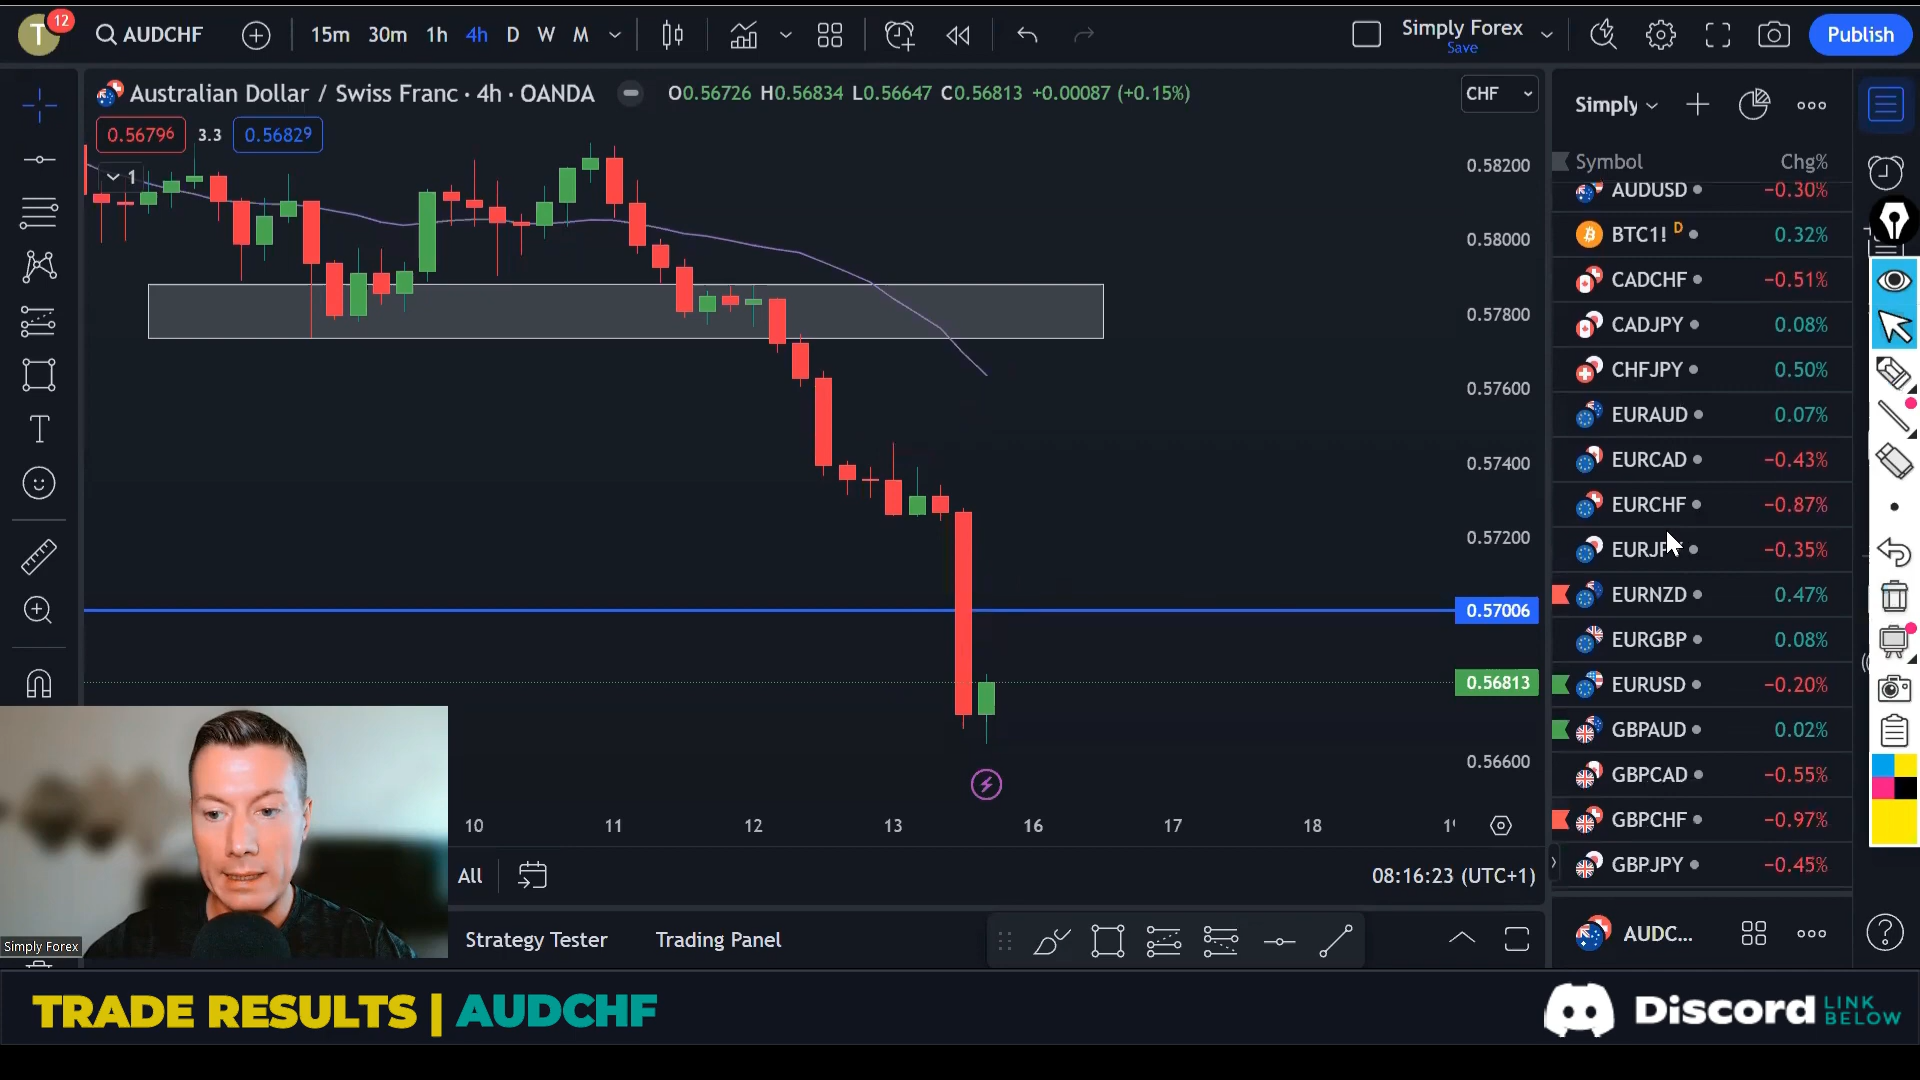 T
12
AUDCHF
15m 30m 1h 4h D W M
Simply Forex
Save
Publish
Australian Dollar / Swiss Franc · 4h · OANDA
O0.56726 H0.56834 L0.56647 C0.56813 +0.00087 (+0.15%)
CHF
0.56796 3.3 0.56829
1
0.58200
0.58000
0.57800
0.57600
0.57400
0.57200
0.57006
0.56813
0.56600
10 11 12 13 16 17 18
All
08:16:23 (UTC+1)
Strategy Tester
Trading Panel
Simply
Symbol Chg%
AUDUSD −0.30%
BTC1! D 0.32%
CADCHF −0.51%
CADJPY 0.08%
CHFJPY 0.50%
EURAUD 0.07%
EURCAD −0.43%
EURCHF −0.87%
EURJPY −0.35%
EURNZD 0.47%
EURGBP 0.08%
EURUSD −0.20%
GBPAUD 0.02%
GBPCAD −0.55%
GBPCHF −0.97%
GBPJPY −0.45%
AUDC...
Simply Forex
TRADE RESULTS | AUDCHF
Discord LINK
BELOW